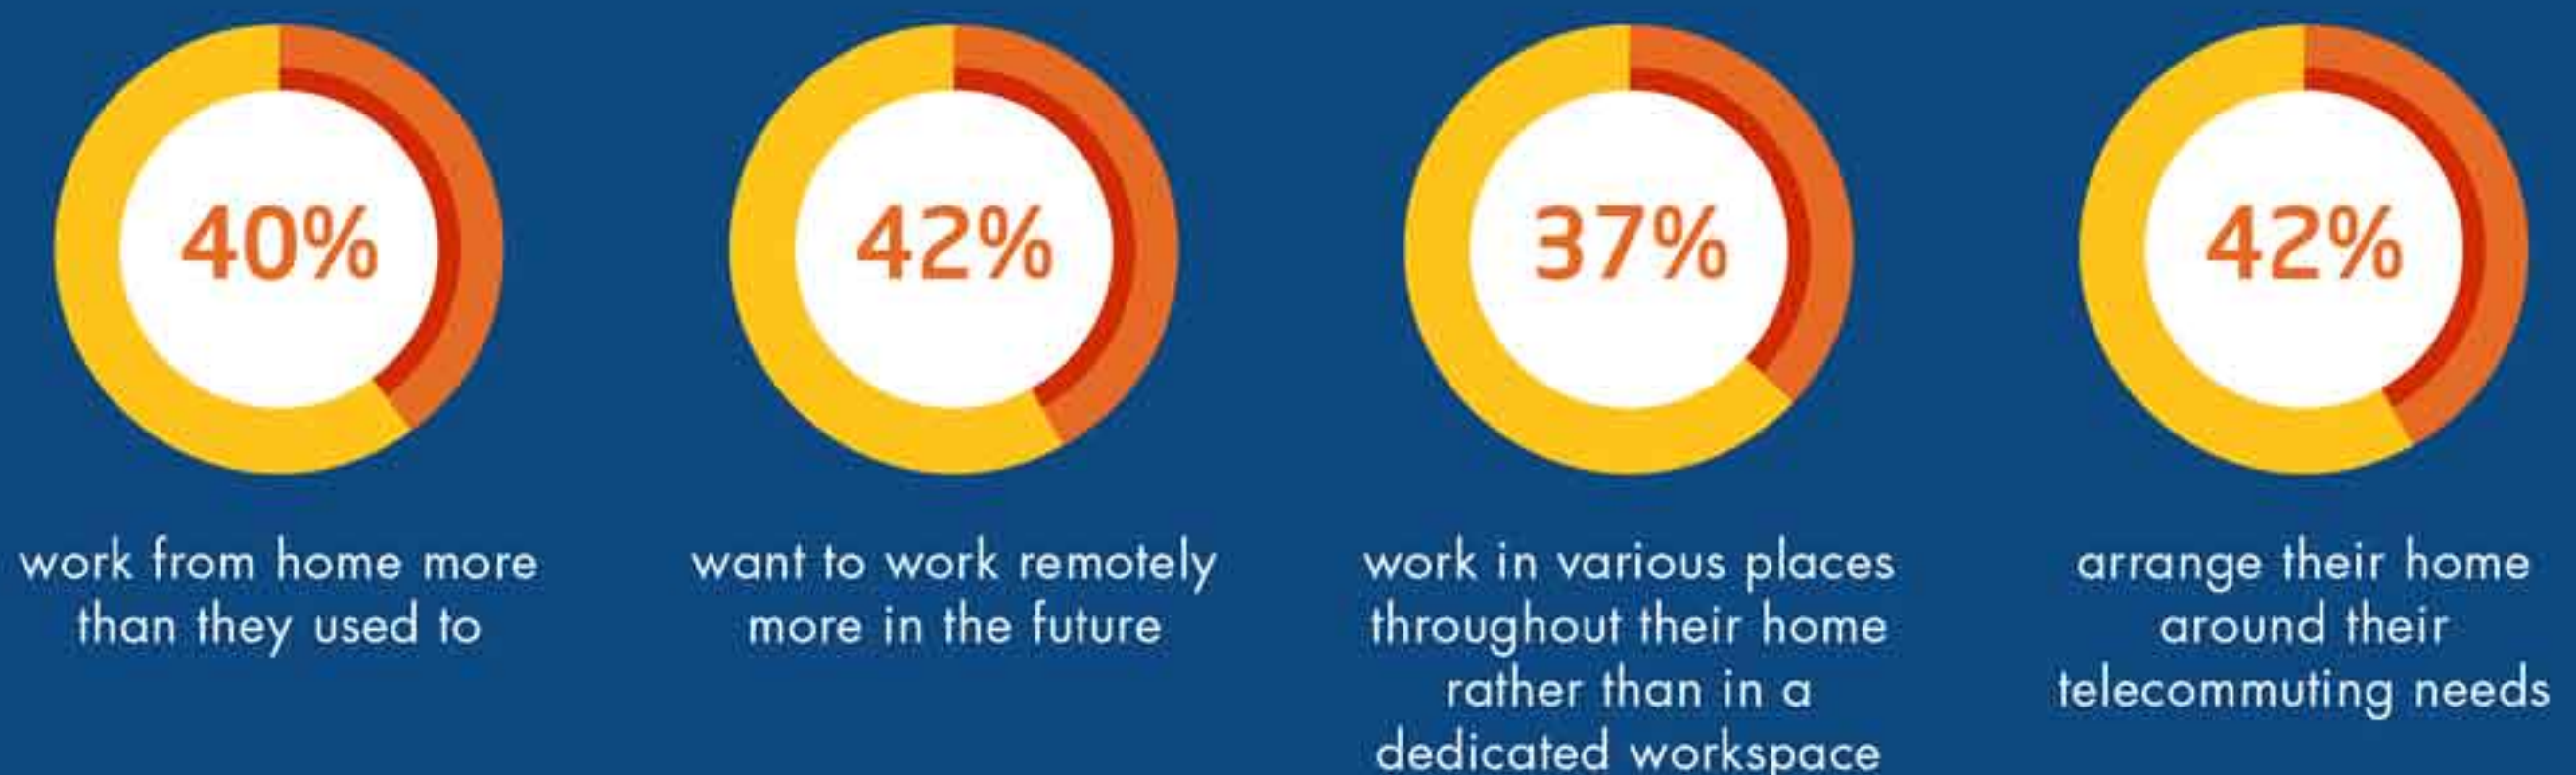 40%
work from home more
than they used to
42%
want to work remotely
more in the future
37%
work in various places
throughout their home
rather than in a
dedicated workspace
42%
arrange their home
around their
telecommuting needs